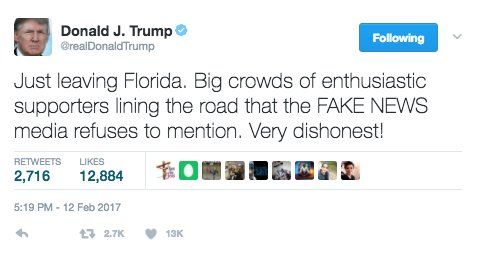 Donald J. Trump
@realDonaldTrump
Following
Just leaving Florida. Big crowds of enthusiastic
supporters lining the road that the FAKE NEWS
media refuses to mention. Very dishonest!
RETWEETS LIKES
2,716 12,884
5:19 PM - 12 Feb 2017
2.7K 13K